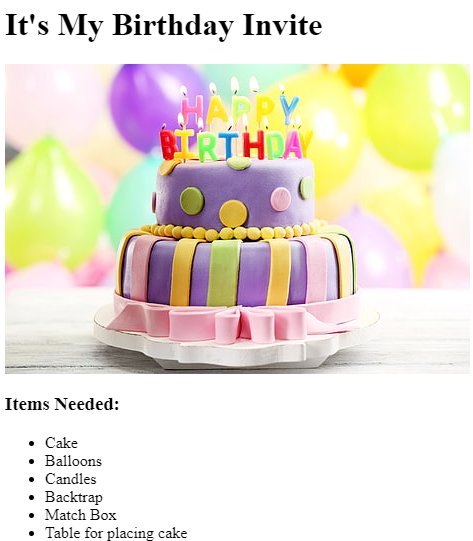 It's My Birthday Invite
HAPPY
BIRTHDAY
Items Needed:
Cake
Balloons
Candles
Backtrap
Match Box
Table for placing cake